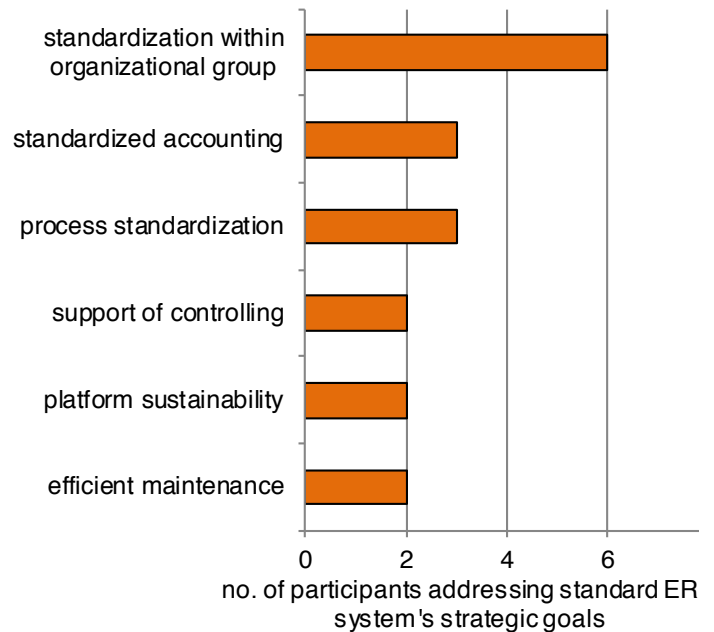 standardization within
organizational group
standardized accounting
process standardization
support of controlling
platform sustainability
efficient maintenance
0 2 4 6
no. of participants addressing standard ER
system's strategic goals